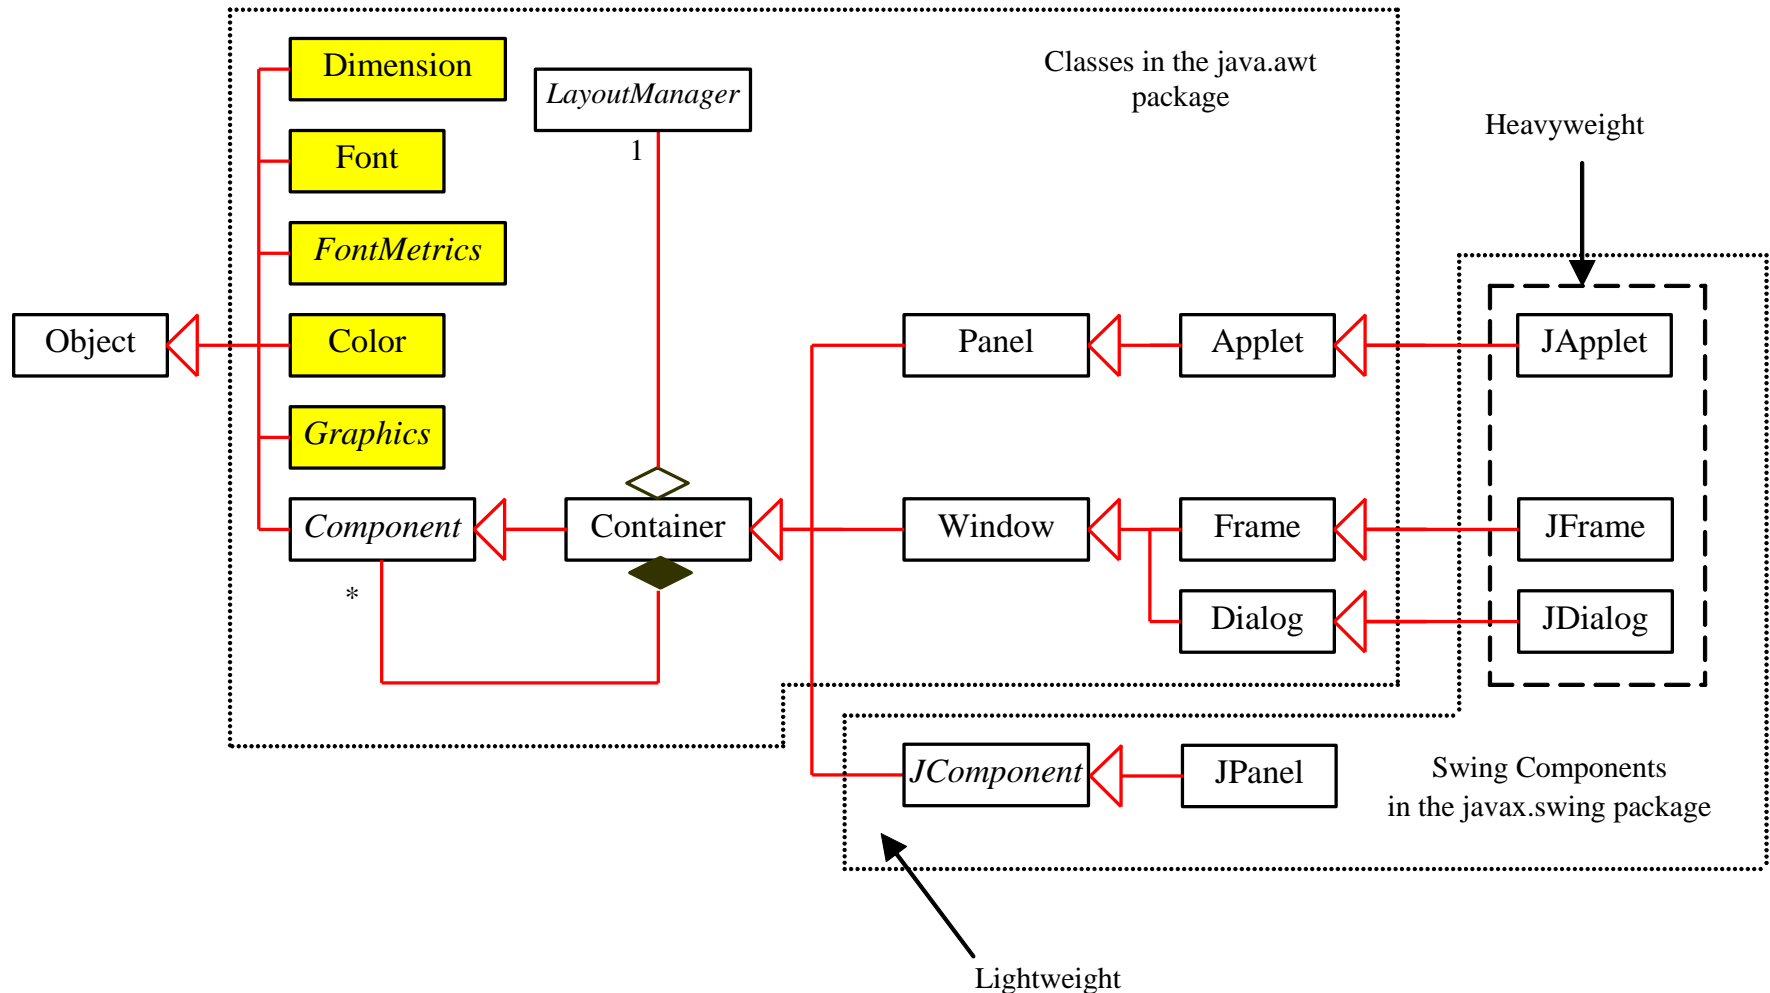 Dimension
LayoutManager
Classes in the java.awt
package
1
Heavyweight
Font
FontMetrics
Object
Color
Panel
Applet
JApplet
Graphics
Component
Container
Window
Frame
JFrame
*
Dialog
JDialog
JComponent
JPanel
Swing Components
in the javax.swing package
Lightweight